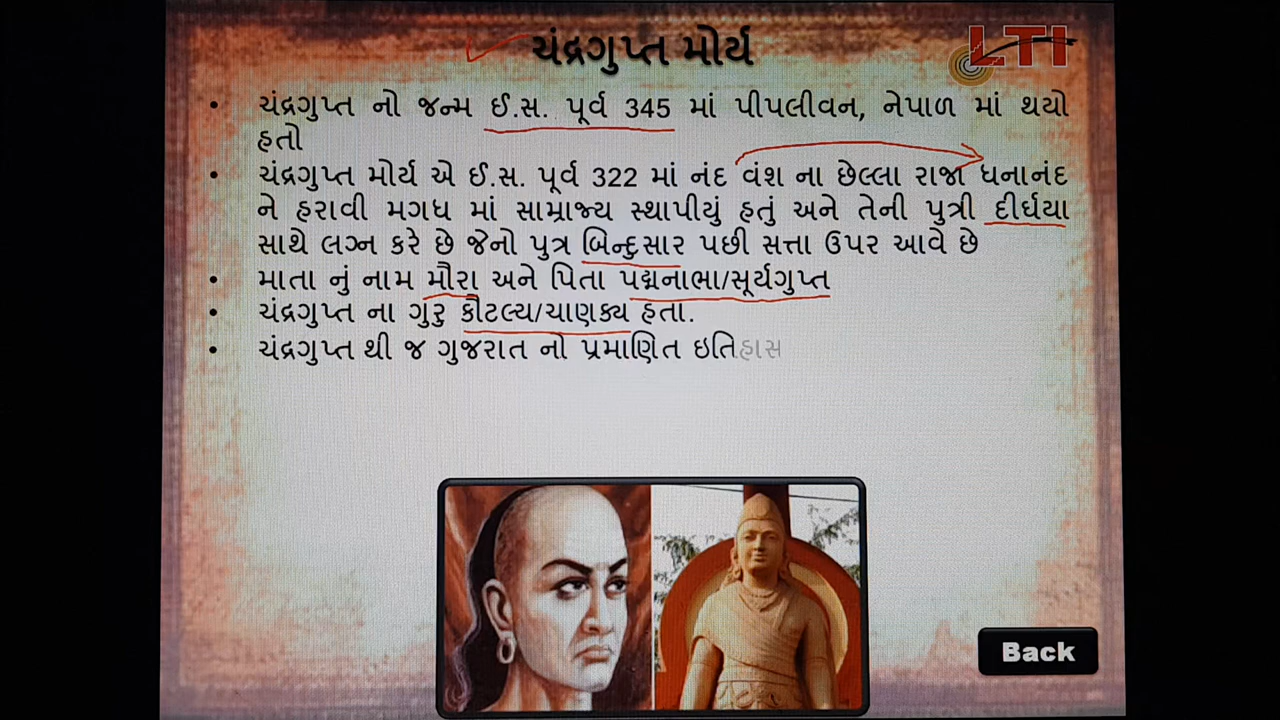 ચંદ્રગુપ્ત મોર્ય
LTI
• ચંદ્રગુપ્ત નો જન્મ ઈ.સ. પૂર્વ 345 માં પીપલીવન, નેપાળ માં થયો
હતો
• ચંદ્રગુપ્ત મોર્ય એ ઈ.સ. પૂર્વ 322 માં નંદ વંશ ના છેલ્લા રાજા ધનાનંદ
ને હરાવી મગધ માં સામ્રાજ્ય સ્થાપીયું હતું અને તેની પુત્રી દીર્ઘયા
સાથે લગ્ન કરે છે જેનો પુત્ર બિન્દુસાર પછી સત્તા ઉપર આવે છે
• માતા નું નામ મૌરા અને પિતા પદ્મનાભા/સૂર્યગુપ્ત
• ચંદ્રગુપ્ત ના ગુરુ કૌટલ્ય/ચાણક્ય હતા.
• ચંદ્રગુપ્ત થી જ ગુજરાત નો પ્રમાણિત ઇતિહાસ
Back